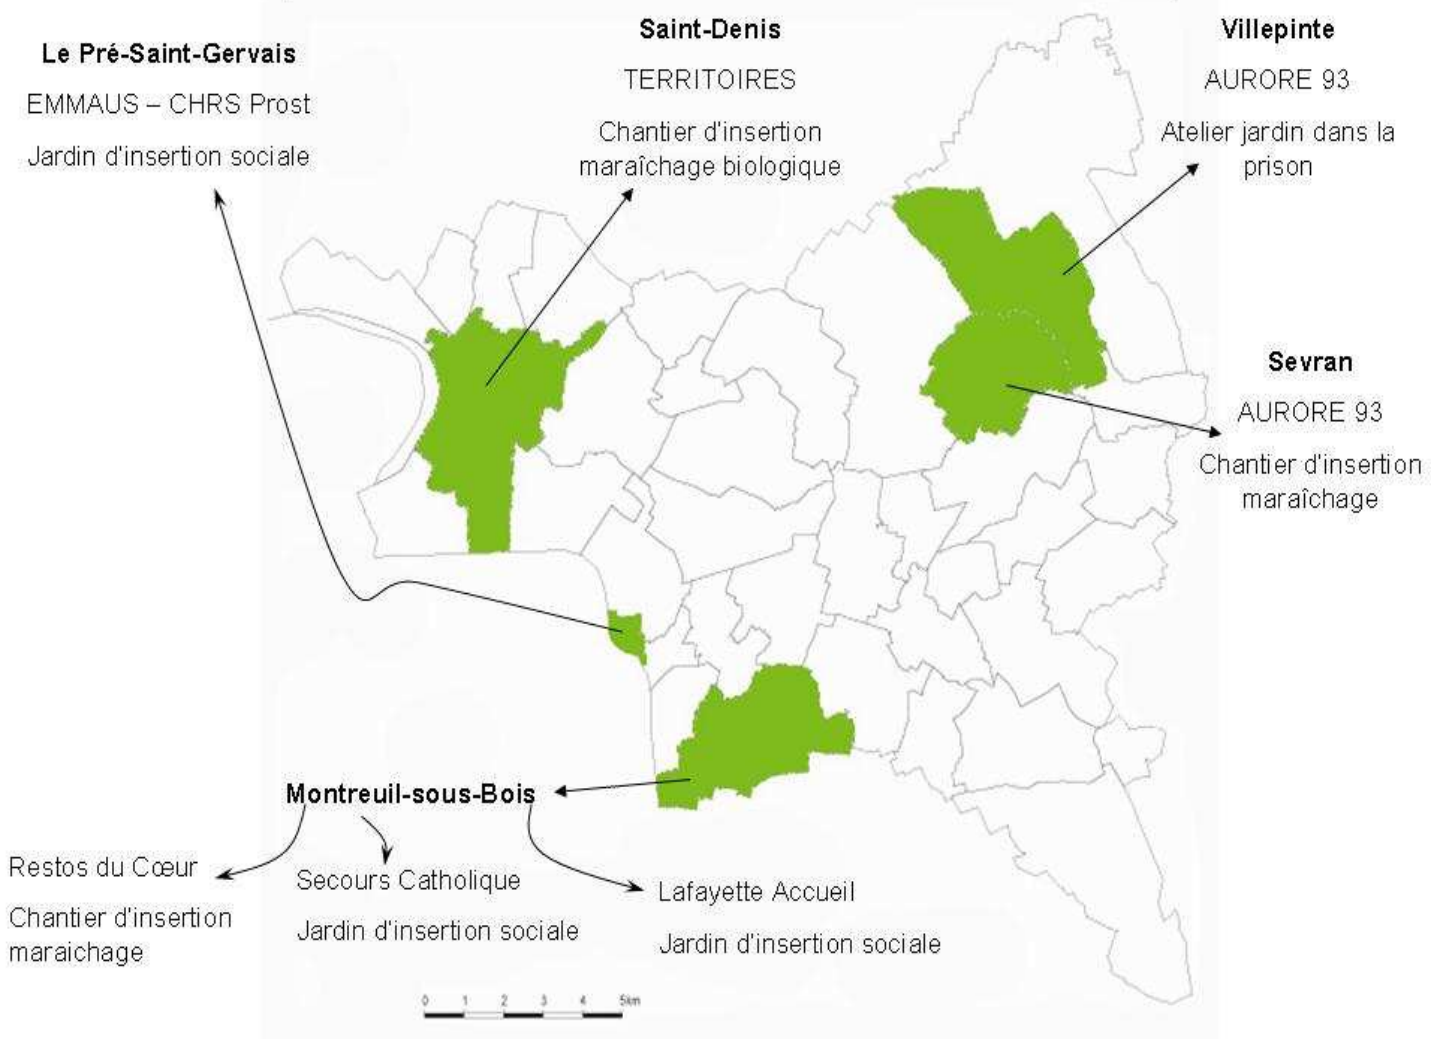 Le Pré-Saint-Gervais
EMMAUS – CHRS Prost
Jardin d'insertion sociale
Saint-Denis
TERRITOIRES
Chantier d'insertion
maraîchage biologique
Villepinte
AURORE 93
Atelier jardin dans la
prison
Sevran
AURORE 93
Chantier d'insertion
maraîchage
Montreuil-sous-Bois
Restos du Cœur
Chantier d'insertion
maraichage
Secours Catholique
Jardin d'insertion sociale
Lafayette Accueil
Jardin d'insertion sociale
0 1 2 3 4 5km